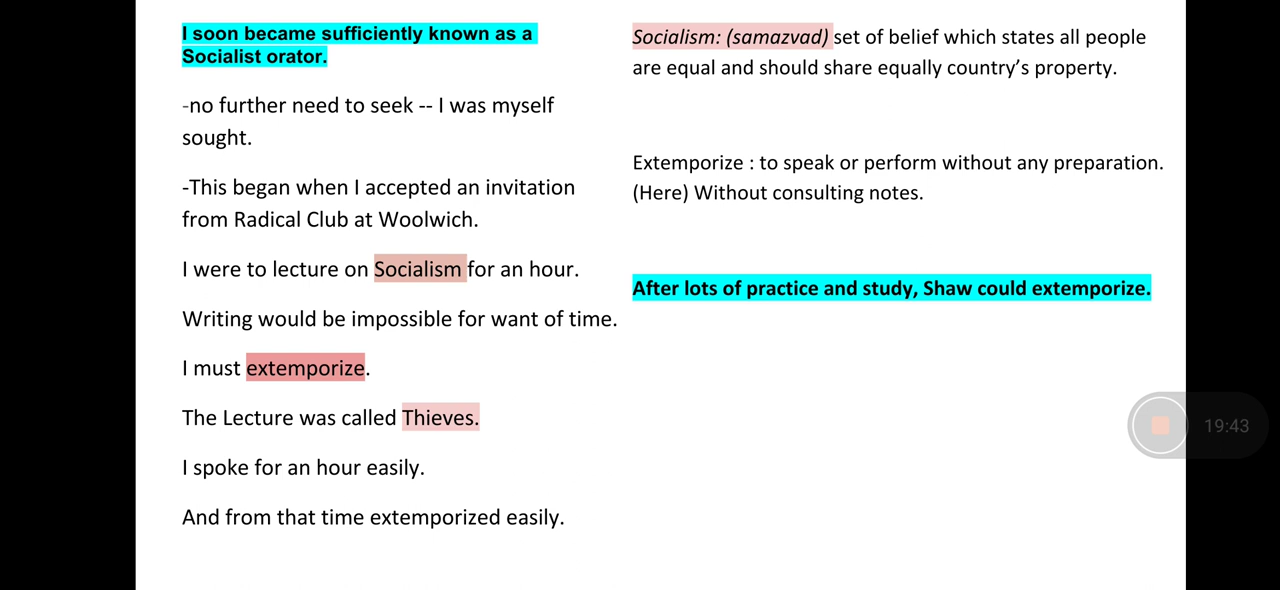 I soon became sufficiently known as a
Socialist orator.
-no further need to seek -- I was myself
sought.
-This began when I accepted an invitation
from Radical Club at Woolwich.
I were to lecture on Socialism for an hour.
Writing would be impossible for want of time.
I must extemporize.
The Lecture was called Thieves.
I spoke for an hour easily.
And from that time extemporized easily.
Socialism: (samazvad) set of belief which states all people
are equal and should share equally country’s property.
Extemporize : to speak or perform without any preparation.
(Here) Without consulting notes.
After lots of practice and study, Shaw could extemporize.
19:43